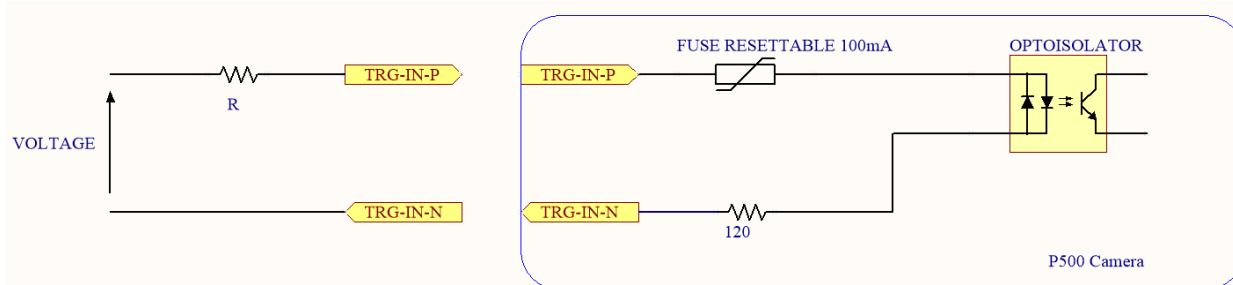 FUSE RESETTABLE 100mA
OPTOISOLATOR
TRG-IN-P
TRG-IN-P
R
VOLTAGE
TRG-IN-N
TRG-IN-N
120
P500 Camera